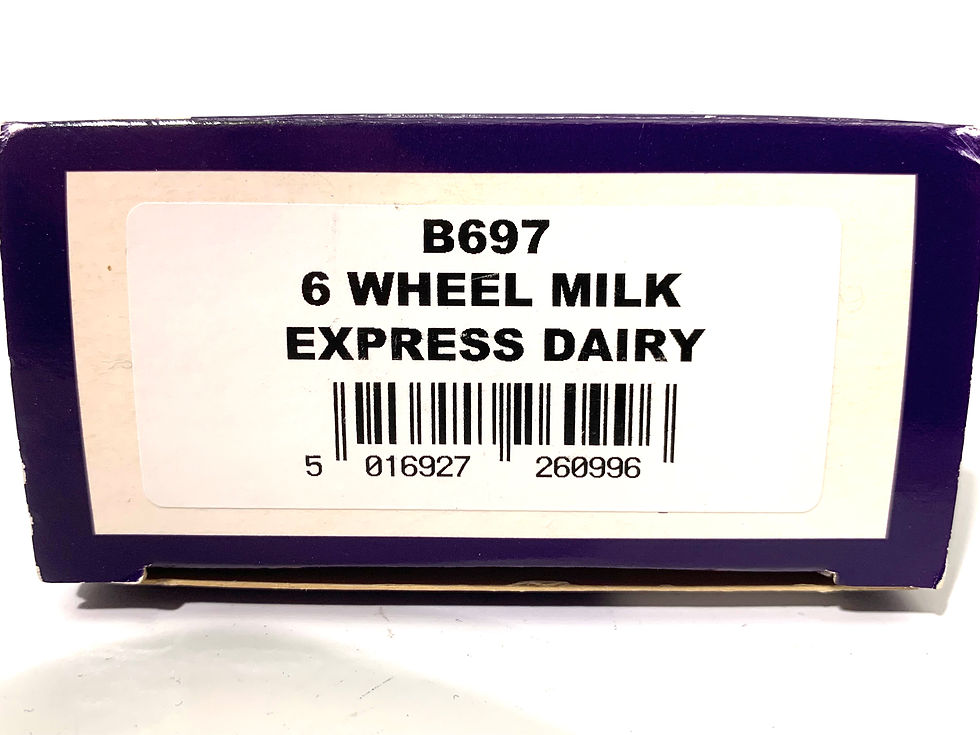 B697
6 WHEEL MILK
EXPRESS DAIRY
5 016927 260996